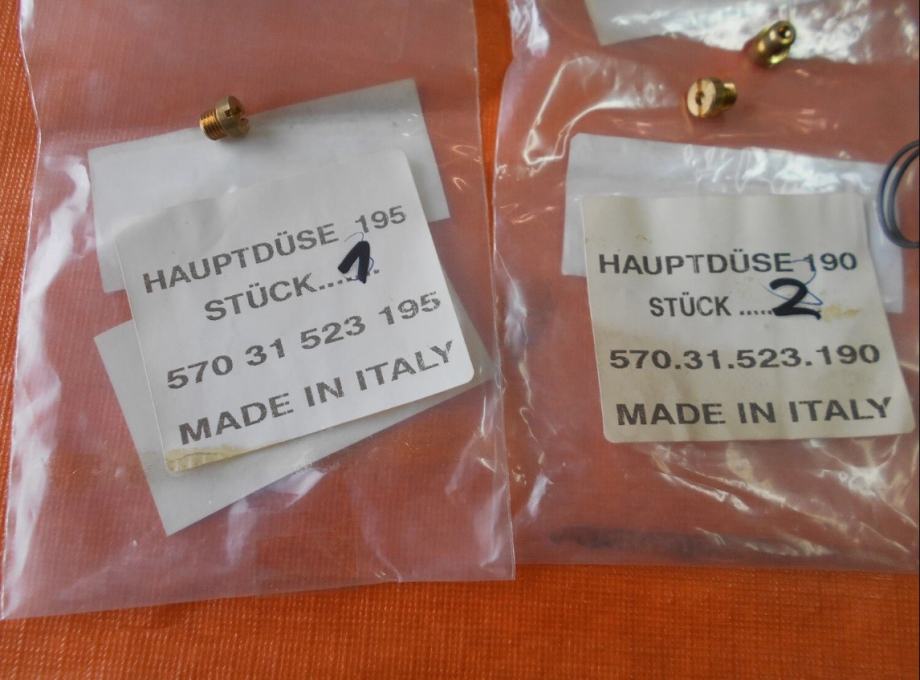 HAUPTDÜSE 195
STÜCK...1...
570 31 523 195
MADE IN ITALY
HAUPTDÜSE 190
STÜCK .....2...
570.31.523.190
MADE IN ITALY